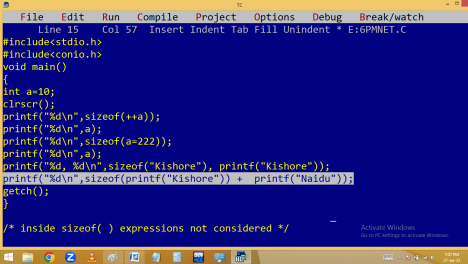 TC
File Edit Run Compile Project Options Debug Break/watch
Line 15 Col 57 Insert Indent Tab Fill Unindent * E:6PMNET.C
#include<stdio.h>
#include<conio.h>
void main()
{
int a=10;
clrscr();
printf("%d\n",sizeof(++a));
printf("%d\n",a);
printf("%d\n",sizeof(a=222));
printf("%d\n",a);
printf("%d, %d\n",sizeof("Kishore"), printf("Kishore"));
printf("%d\n",sizeof(printf("Kishore")) + printf("Naidu"));
getch();
}
/* inside sizeof( ) expressions not considered */
Activate Windows
Go to PC settings to activate Windows.